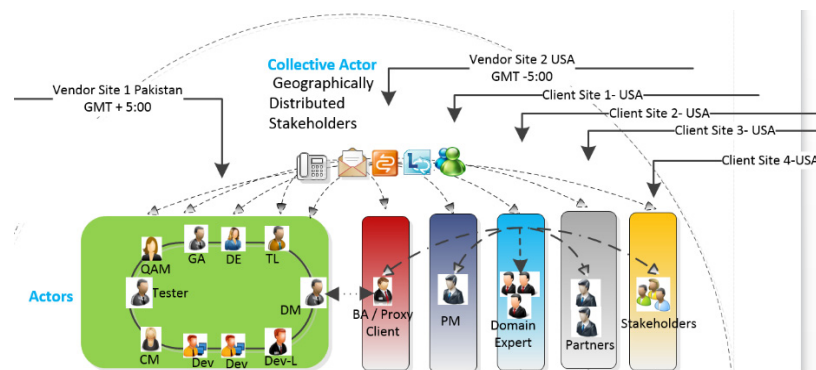 Collective Actor
Geographically
Distributed
Stakeholders
Vendor Site 1 Pakistan
GMT + 5:00
Vendor Site 2 USA
GMT -5:00
Client Site 1- USA
Client Site 2- USA
Client Site 3- USA
Client Site 4-USA
Actors
QAM
GA
DE
TL
Tester
DM
CM
Dev
Dev
Dev-L
BA / Proxy
Client
PM
Domain
Expert
Partners
Stakeholders